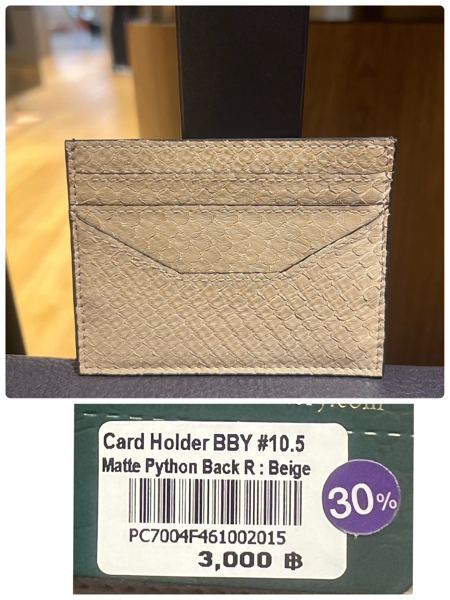 Card Holder BBY #10.5
Matte Python Back R : Beige
30%
PC7004F461002015
3,000 ฿